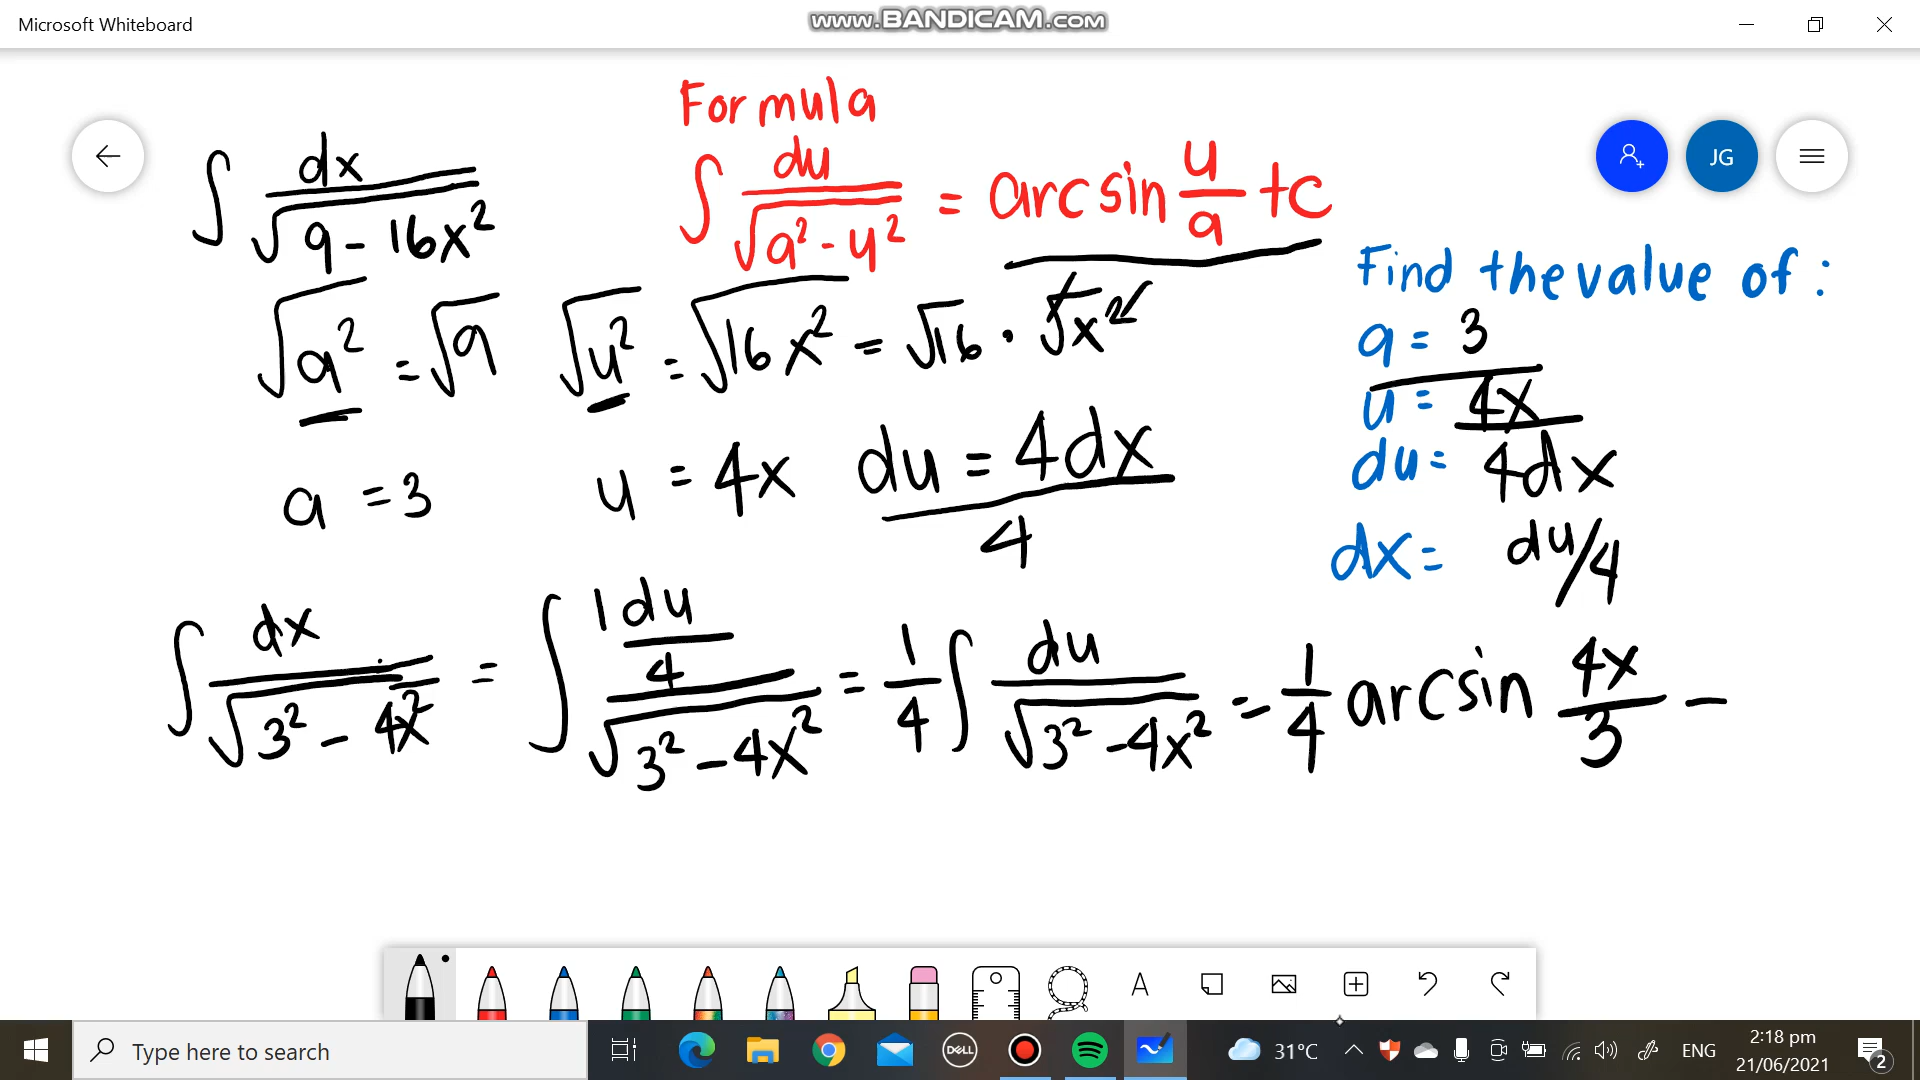 Microsoft Whiteboard
www.BANDICAM.com
JG
Formula
∫ dx / √(9 - 16x²)
∫ du / √(a² - u²) = arcsin u/a + c
Find the value of :
√a² = √9
√u² = √16x² = √16 · √x²
a = 3
u = 4x
a = 3
u = 4x
du = 4dx / 4
du = 4dx
dx = du/4
∫ dx / √(3² - 4x²) = ∫ (1du / 4) / √(3² - 4x²) = 1/4 ∫ du / √(3² - 4x²) = 1/4 arcsin 4x/3 –
A
Type here to search
DELL
31°C
ENG
2:18 pm
21/06/2021
2